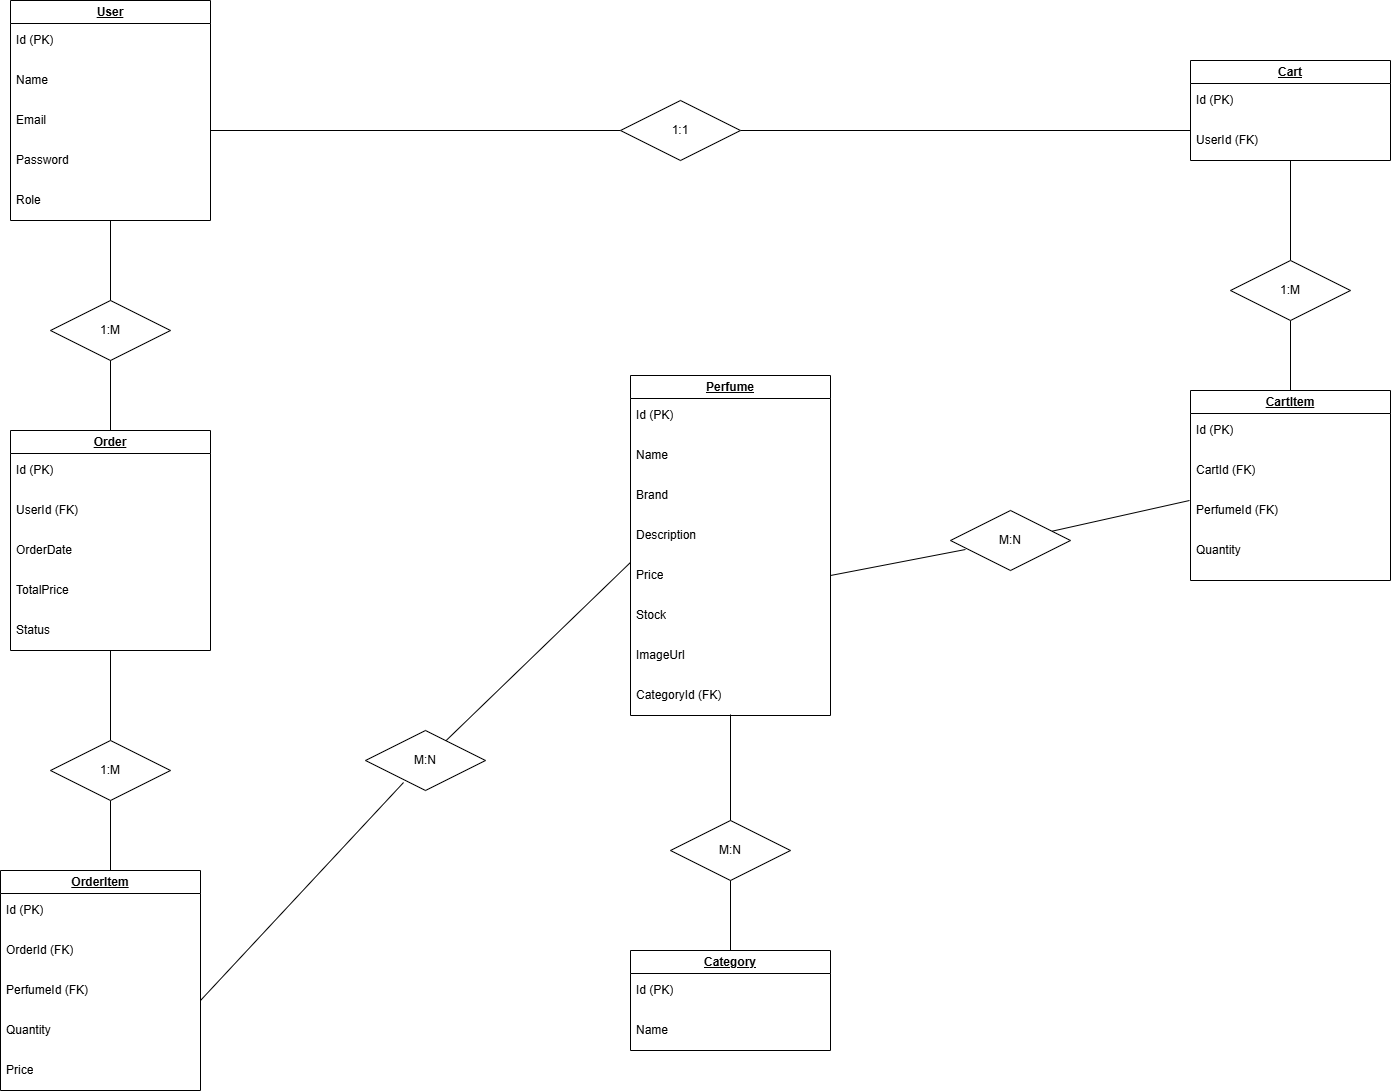 User
Id (PK)
Name
Email
Password
Role
1:1
Cart
Id (PK)
UserId (FK)
1:M
1:M
Order
Id (PK)
UserId (FK)
OrderDate
TotalPrice
Status
Perfume
Id (PK)
Name
Brand
Description
Price
Stock
ImageUrl
CategoryId (FK)
M:N
CartItem
Id (PK)
CartId (FK)
PerfumeId (FK)
Quantity
1:M
M:N
M:N
OrderItem
Id (PK)
OrderId (FK)
PerfumeId (FK)
Quantity
Price
Category
Id (PK)
Name